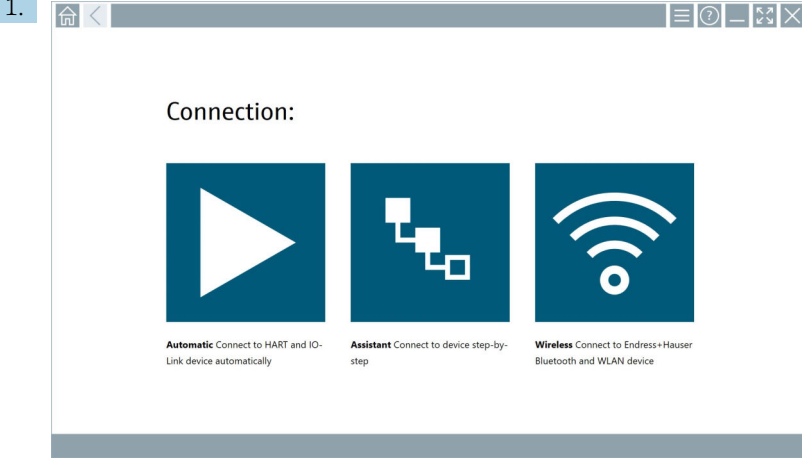 1.
Connection:
Automatic Connect to HART and IO-
Link device automatically
Assistant Connect to device step-by-
step
Wireless Connect to Endress+Hauser
Bluetooth and WLAN device